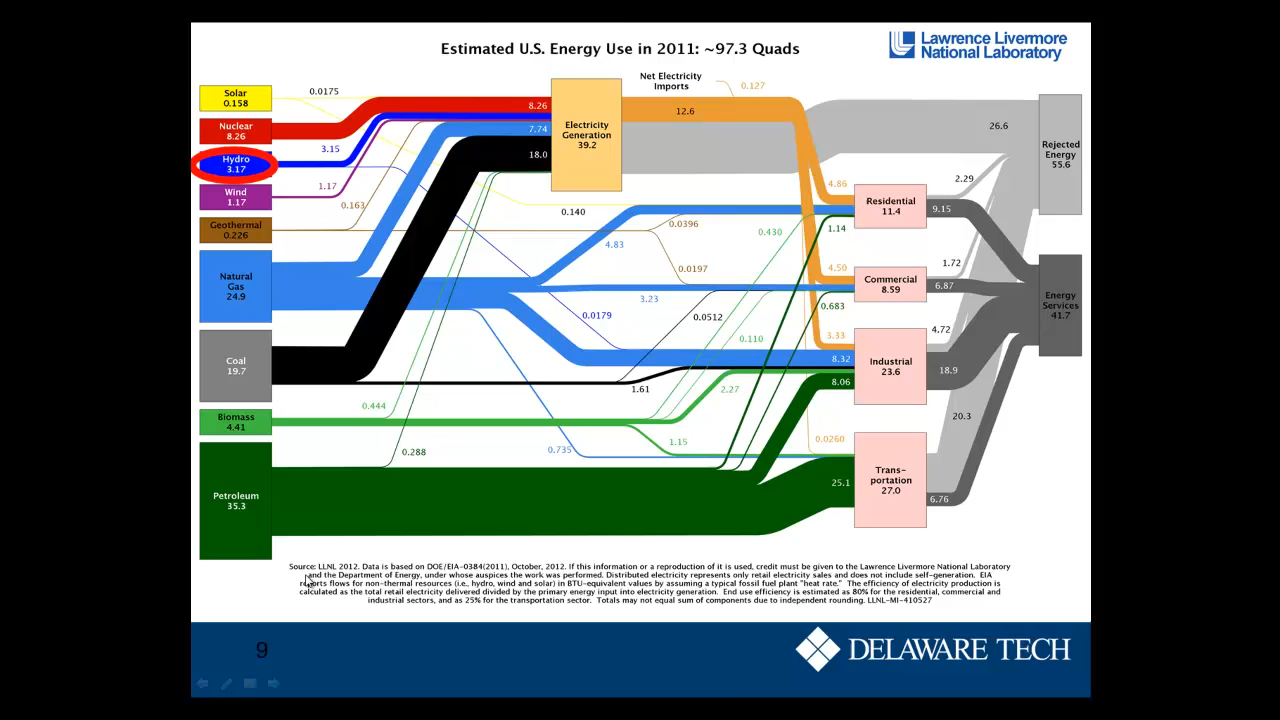 Estimated U.S. Energy Use in 2011: ~97.3 Quads
Lawrence Livermore
National Laboratory
Net Electricity
Imports
0.127
Solar
0.158
0.0175
Nuclear
8.26
8.26
Electricity
Generation
39.2
12.6
26.6
Rejected
Energy
55.6
Hydro
3.17
3.15
7.74
18.0
Wind
1.17
1.17
4.86
2.29
Residential
11.4
9.15
Geothermal
0.226
0.163
0.140
0.0396
0.430
1.14
4.83
Natural
Gas
24.9
0.0197
4.50
1.72
Commercial
8.59
6.87
3.23
0.683
0.0179
0.0512
Energy
Services
41.7
Coal
19.7
0.110
3.33
4.72
8.32
Industrial
23.6
18.9
1.61
2.27
8.06
Biomass
4.41
0.444
20.3
1.15
0.0260
0.288
0.735
Petroleum
35.3
25.1
Trans-
portation
27.0
6.76
Source: LLNL 2012. Data is based on DOE/EIA-0384(2011), October, 2012. If this information or a reproduction of it is used, credit must be given to the Lawrence Livermore National Laboratory
and the Department of Energy, under whose auspices the work was performed. Distributed electricity represents only retail electricity sales and does not include self-generation. EIA
reports flows for non-thermal resources (i.e., hydro, wind and solar) in BTU-equivalent values by assuming a typical fossil fuel plant "heat rate." The efficiency of electricity production is
calculated as the total retail electricity delivered divided by the primary energy input into electricity generation. End use efficiency is estimated as 80% for the residential, commercial and
industrial sectors, and as 25% for the transportation sector. Totals may not equal sum of components due to independent rounding. LLNL-MI-410527
9
DELAWARE TECH